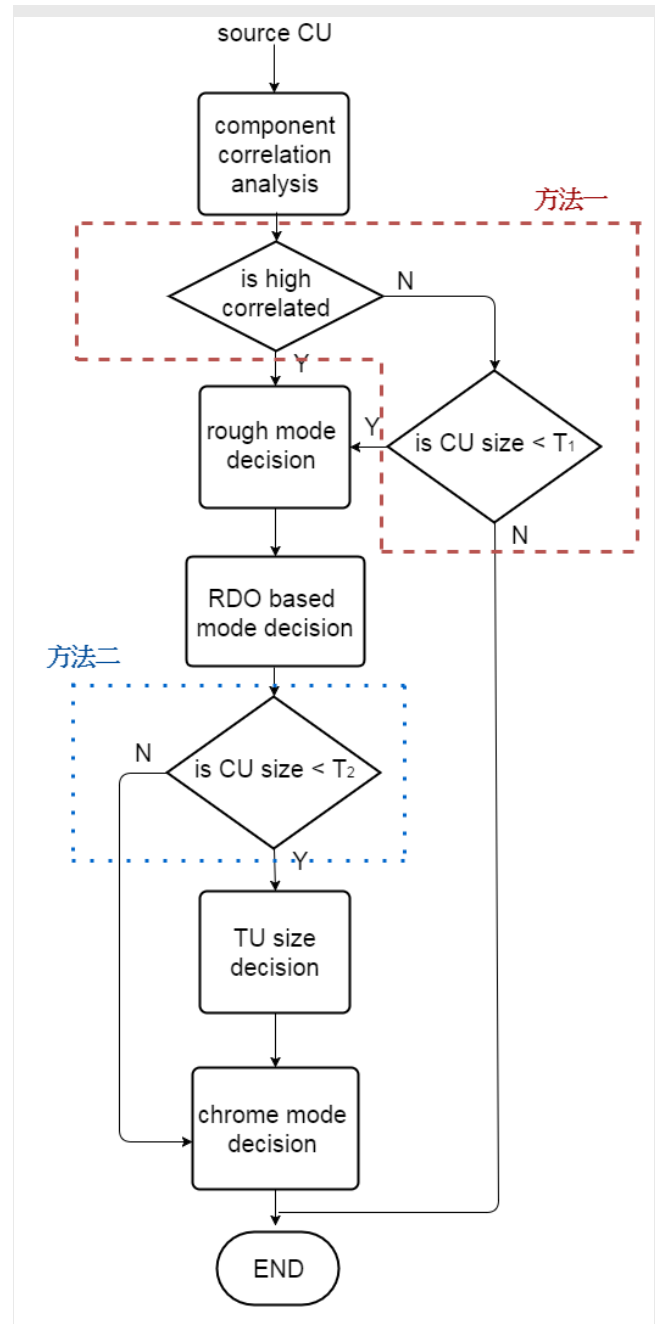 source CU
component
correlation
analysis
方法一
is high
correlated
N
Y
rough mode
decision
Y
is CU size < T₁
N
RDO based
mode decision
方法二
N
is CU size < T₂
Y
TU size
decision
chrome mode
decision
END